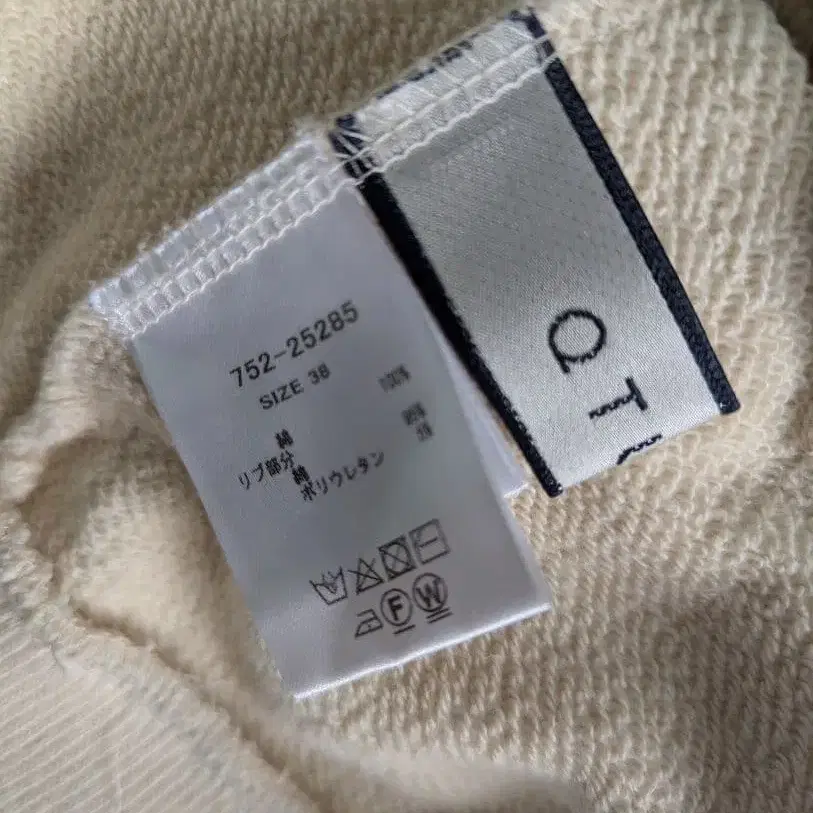 752-25285
SIZE 38
綿 100%
リブ部分
綿
ポリウレタン
F W